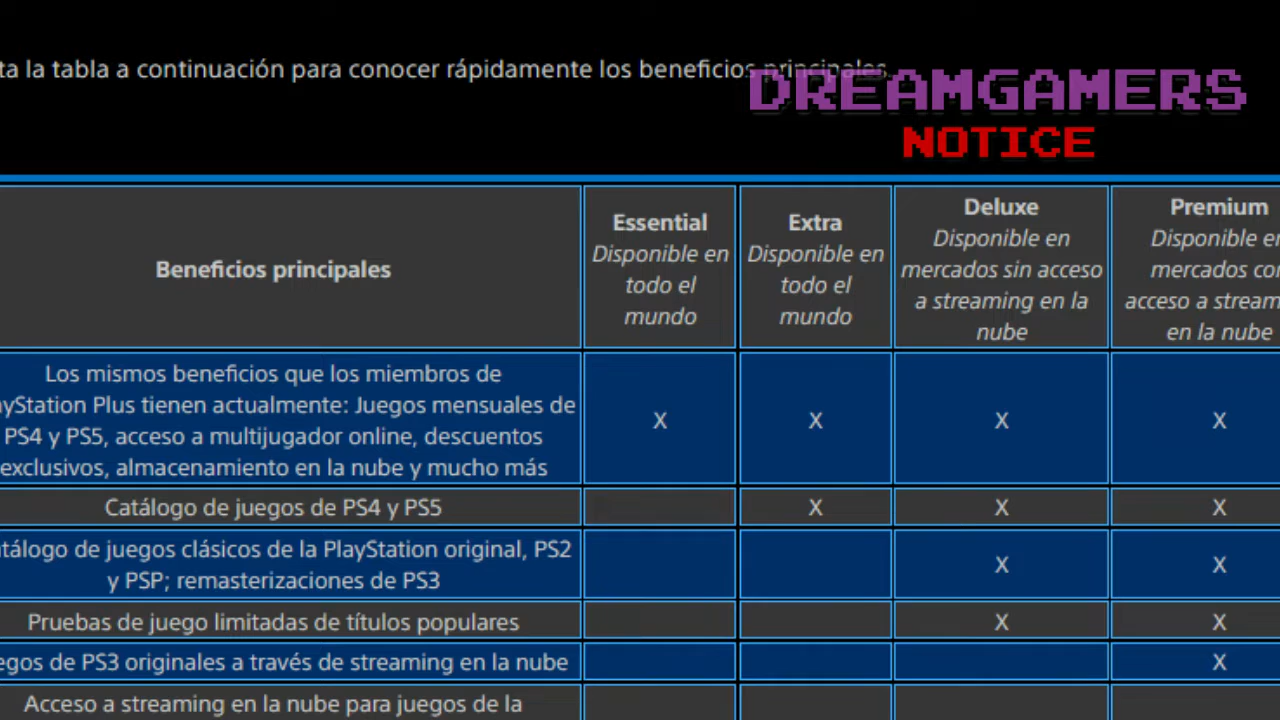 ta la tabla a continuación para conocer rápidamente los beneficios principales.
DREAMGAMERS
NOTICE
Beneficios principales
Essential
Disponible en
todo el
mundo
Extra
Disponible en
todo el
mundo
Deluxe
Disponible en
mercados sin acceso
a streaming en la
nube
Premium
Disponible en
mercados con
acceso a stream
en la nube
Los mismos beneficios que los miembros de
ayStation Plus tienen actualmente: Juegos mensuales de
PS4 y PS5, acceso a multijugador online, descuentos
exclusivos, almacenamiento en la nube y mucho más
X X X X
Catálogo de juegos de PS4 y PS5
X X X
atálogo de juegos clásicos de la PlayStation original, PS2
y PSP; remasterizaciones de PS3
X X
Pruebas de juego limitadas de títulos populares
X X
egos de PS3 originales a través de streaming en la nube
X
Acceso a streaming en la nube para juegos de la